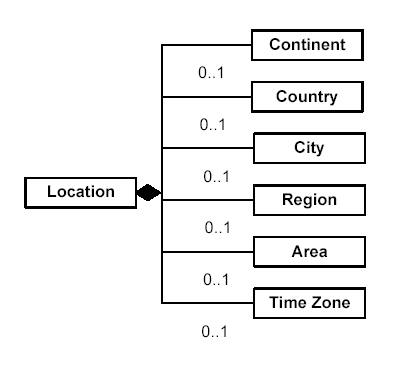 Continent
0..1
Country
0..1
City
0..1
Location
Region
0..1
Area
0..1
Time Zone
0..1